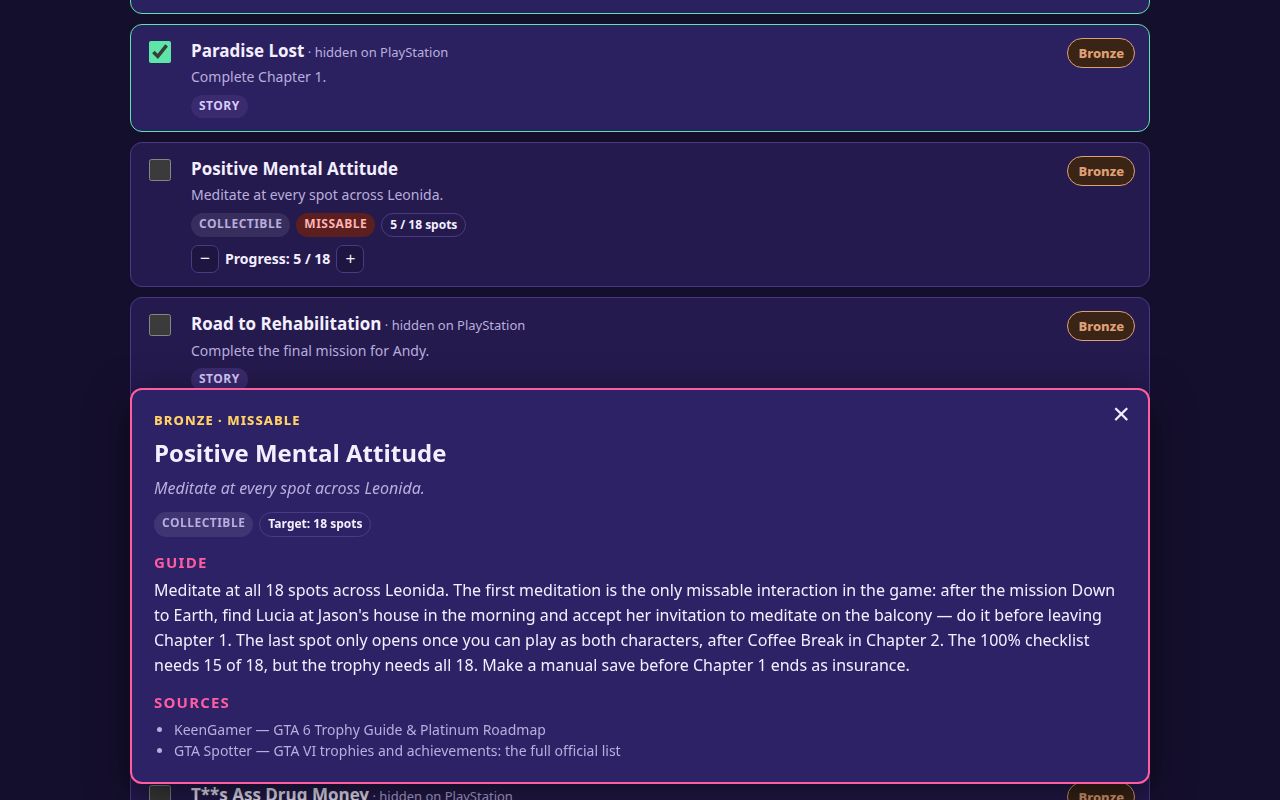 Paradise Lost · hidden on PlayStation
Bronze
Complete Chapter 1.
STORY
Positive Mental Attitude
Bronze
Meditate at every spot across Leonida.
COLLECTIBLE MISSABLE 5 / 18 spots
− Progress: 5 / 18 +
Road to Rehabilitation · hidden on PlayStation
Bronze
Complete the final mission for Andy.
STORY
BRONZE · MISSABLE
✕
Positive Mental Attitude
Meditate at every spot across Leonida.
COLLECTIBLE Target: 18 spots
GUIDE
Meditate at all 18 spots across Leonida. The first meditation is the only missable interaction in the game: after the mission Down
to Earth, find Lucia at Jason's house in the morning and accept her invitation to meditate on the balcony — do it before leaving
Chapter 1. The last spot only opens once you can play as both characters, after Coffee Break in Chapter 2. The 100% checklist
needs 15 of 18, but the trophy needs all 18. Make a manual save before Chapter 1 ends as insurance.
SOURCES
• KeenGamer — GTA 6 Trophy Guide & Platinum Roadmap
• GTA Spotter — GTA VI trophies and achievements: the full official list
T**s Ass Drug Money · hidden on PlayStation
Bronze